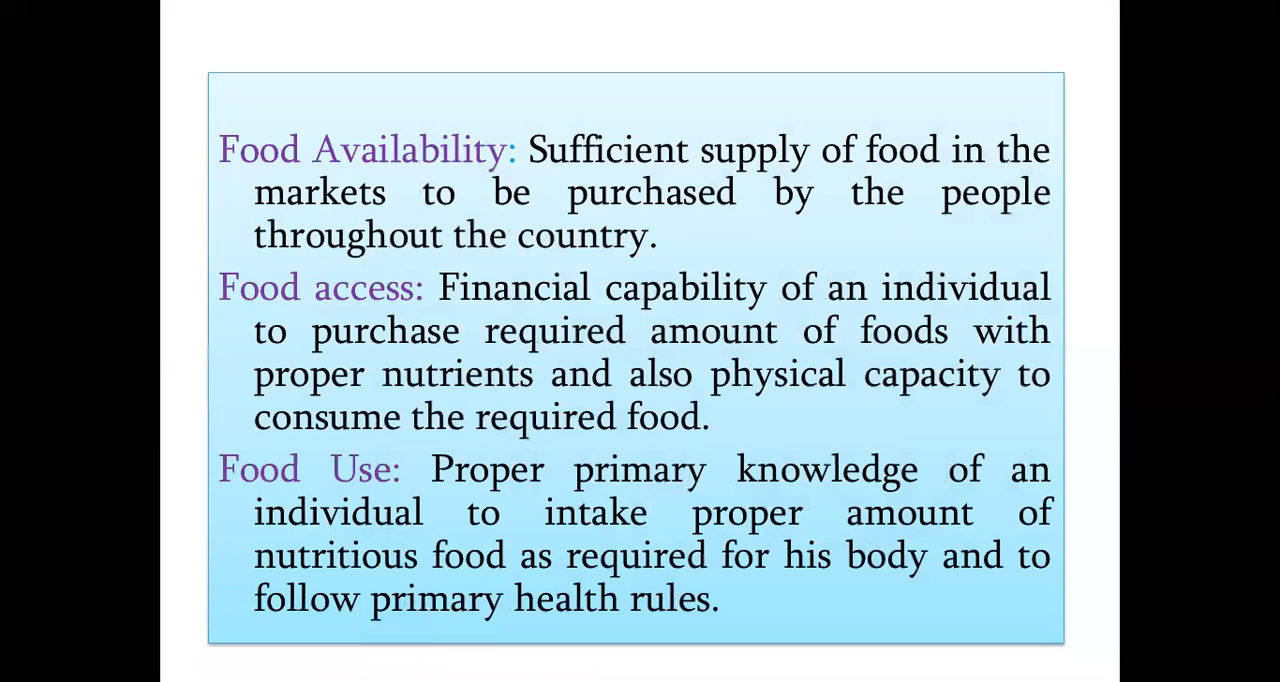 Food Availability: Sufficient supply of food in the
markets to be purchased by the people
throughout the country.
Food access: Financial capability of an individual
to purchase required amount of foods with
proper nutrients and also physical capacity to
consume the required food.
Food Use: Proper primary knowledge of an
individual to intake proper amount of
nutritious food as required for his body and to
follow primary health rules.